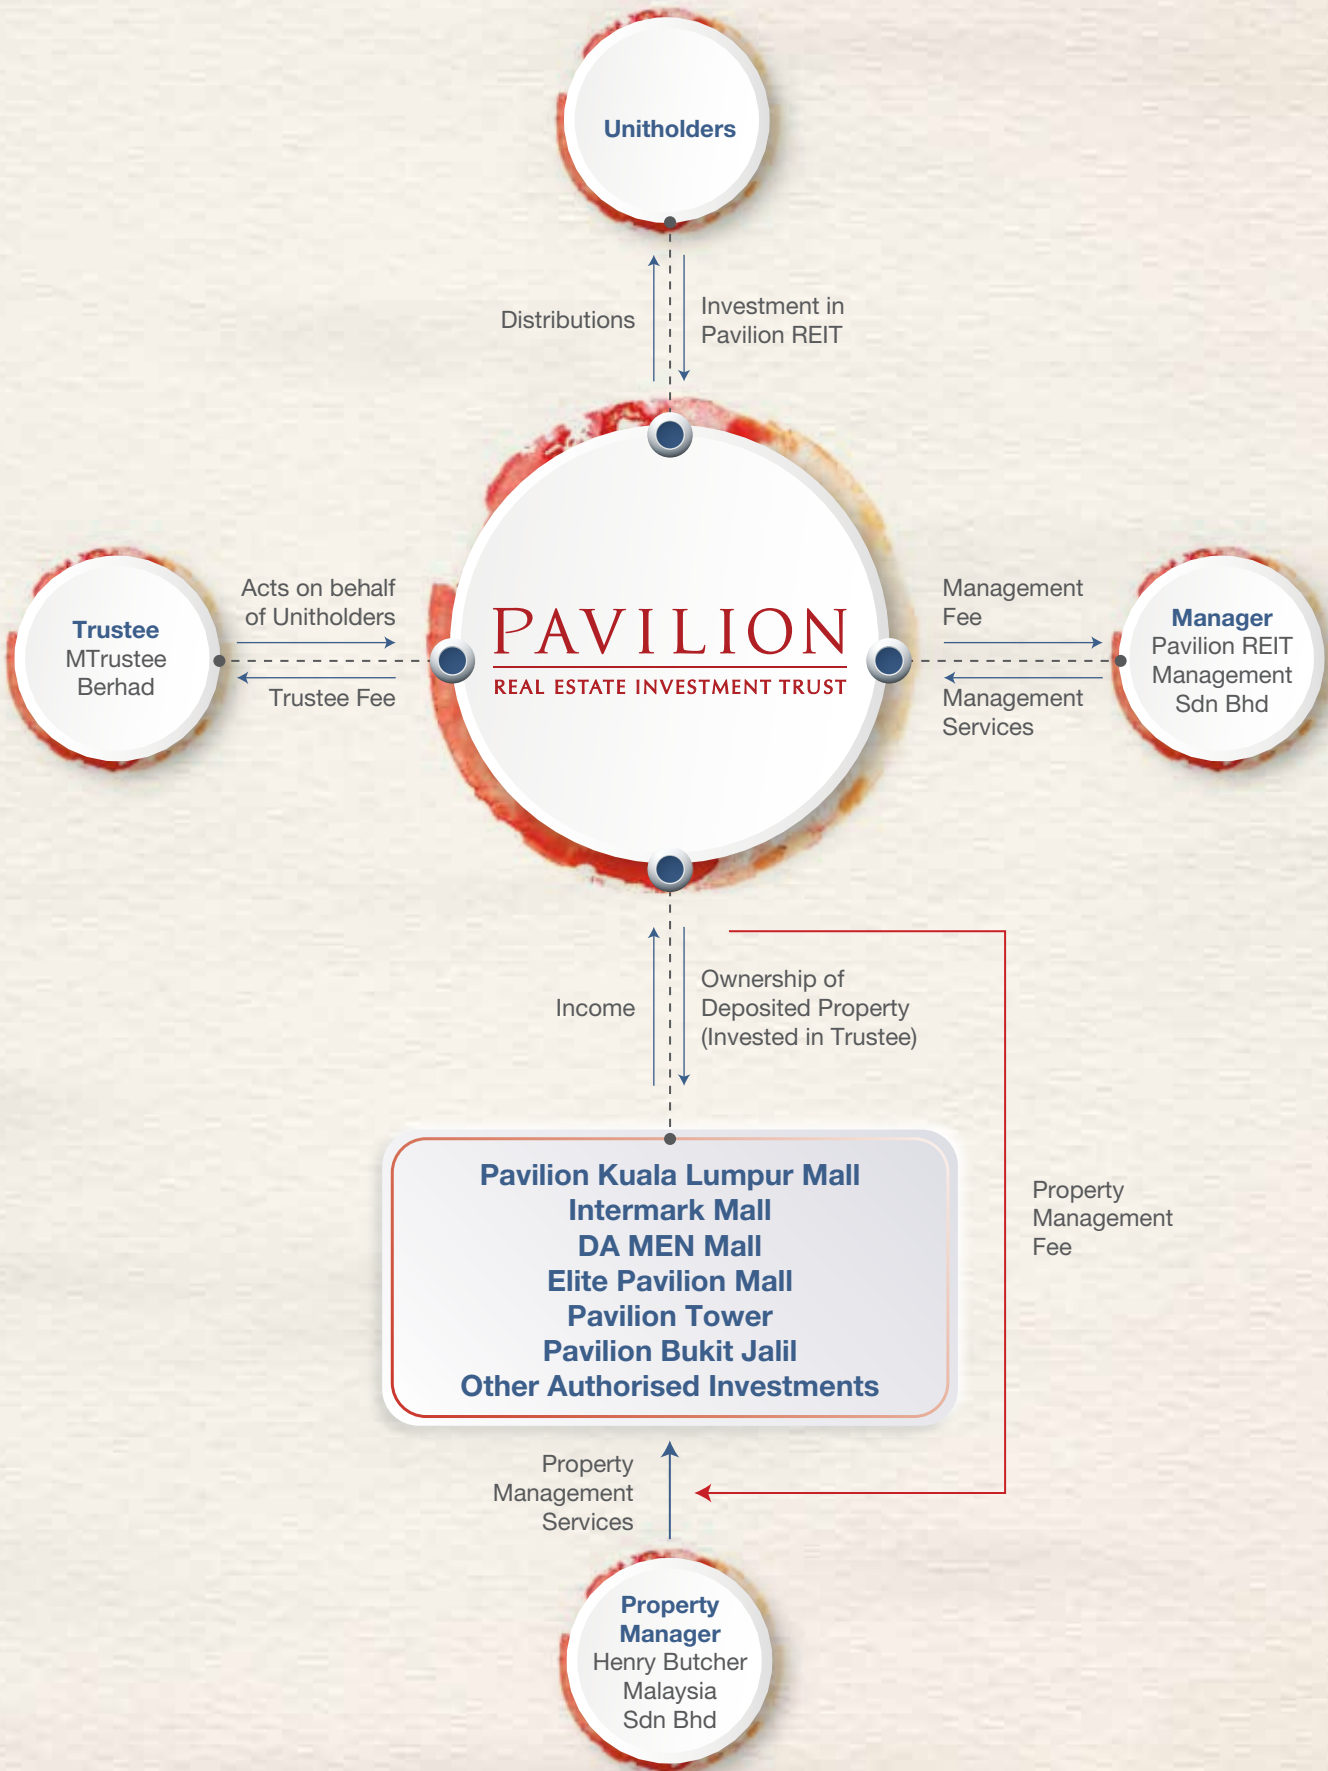 Unitholders
Distributions
Investment in
Pavilion REIT
Acts on behalf
of Unitholders
Trustee Fee
Trustee
MTrustee
Berhad
PAVILION
REAL ESTATE INVESTMENT TRUST
Management
Fee
Management
Services
Manager
Pavilion REIT
Management
Sdn Bhd
Income
Ownership of
Deposited Property
(Invested in Trustee)
Pavilion Kuala Lumpur Mall
Intermark Mall
DA MEN Mall
Elite Pavilion Mall
Pavilion Tower
Pavilion Bukit Jalil
Other Authorised Investments
Property
Management
Fee
Property
Management
Services
Property
Manager
Henry Butcher
Malaysia
Sdn Bhd